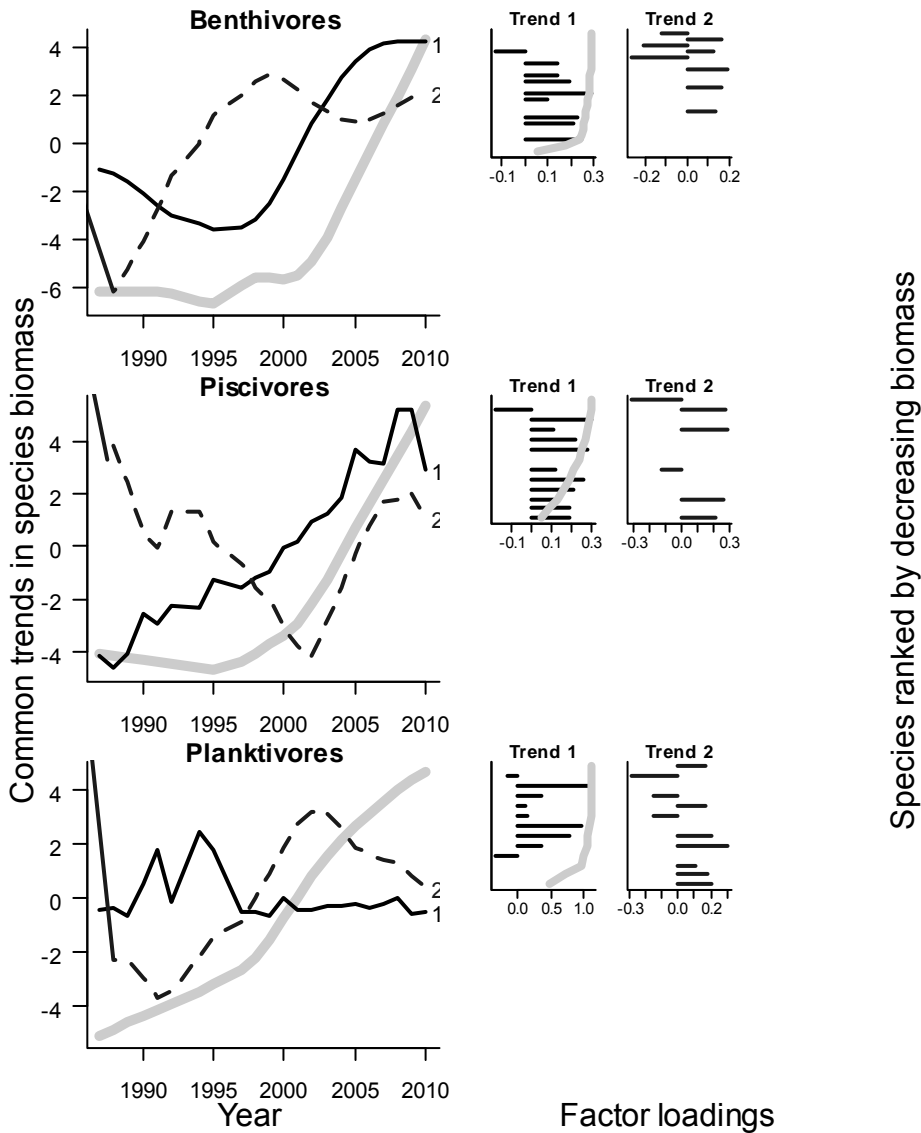 Benthivores
4
2
0
-2
-4
-6
1
2
1990 1995 2000 2005 2010
Trend 1
-0.1 0.1 0.3
Trend 2
-0.2 0.0 0.2
Piscivores
4
2
0
-2
-4
1
2
1990 1995 2000 2005 2010
Trend 1
-0.1 0.1 0.3
Trend 2
-0.3 0.0 0.3
Planktivores
4
2
0
-2
-4
2
1
1990 1995 2000 2005 2010
Trend 1
0.0 0.5 1.0
Trend 2
-0.3 0.0 0.2
Common trends in species biomass
Year
Factor loadings
Species ranked by decreasing biomass